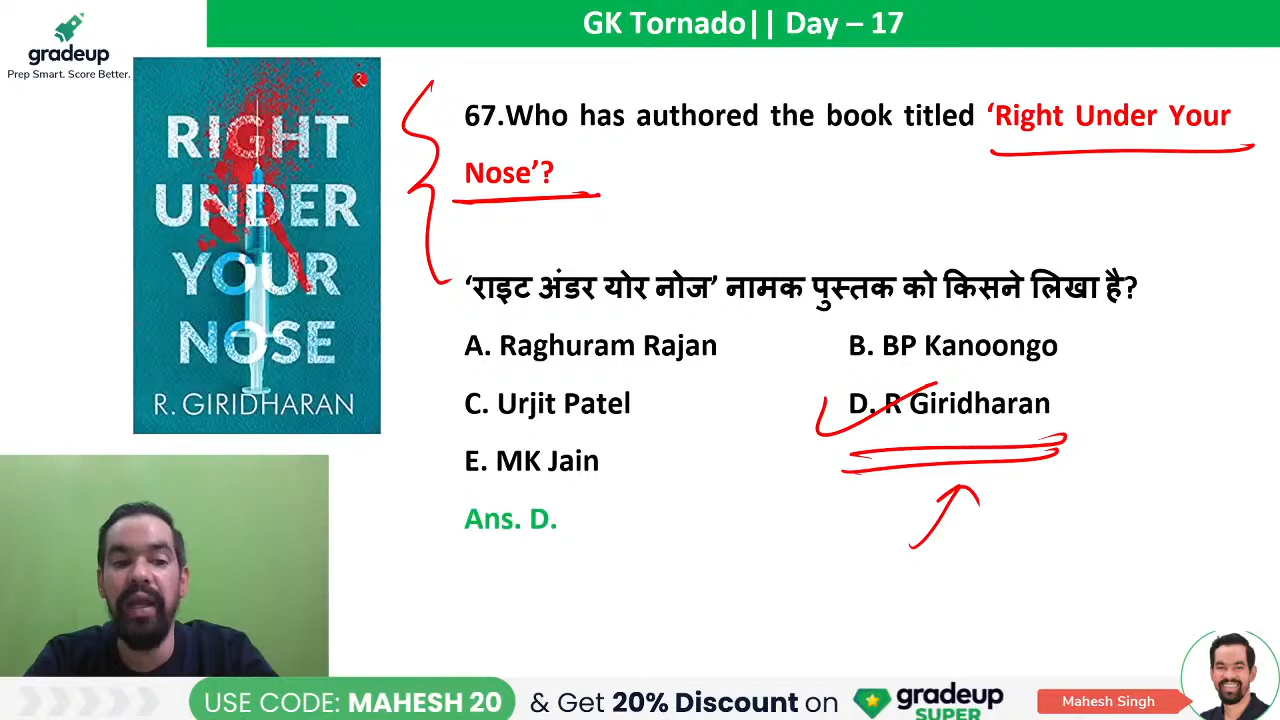 GK Tornado|| Day – 17
gradeup
Prep Smart. Score Better.
RIGHT
UNDER
YOUR
NOSE
R. GIRIDHARAN
67.Who has authored the book titled ‘Right Under Your
Nose’?
‘राइट अंडर योर नोज’ नामक पुस्तक को किसने लिखा है?
A. Raghuram Rajan
B. BP Kanoongo
C. Urjit Patel
D. R Giridharan
E. MK Jain
Ans. D.
USE CODE: MAHESH 20 & Get 20% Discount on gradeup
SUPER
Mahesh Singh